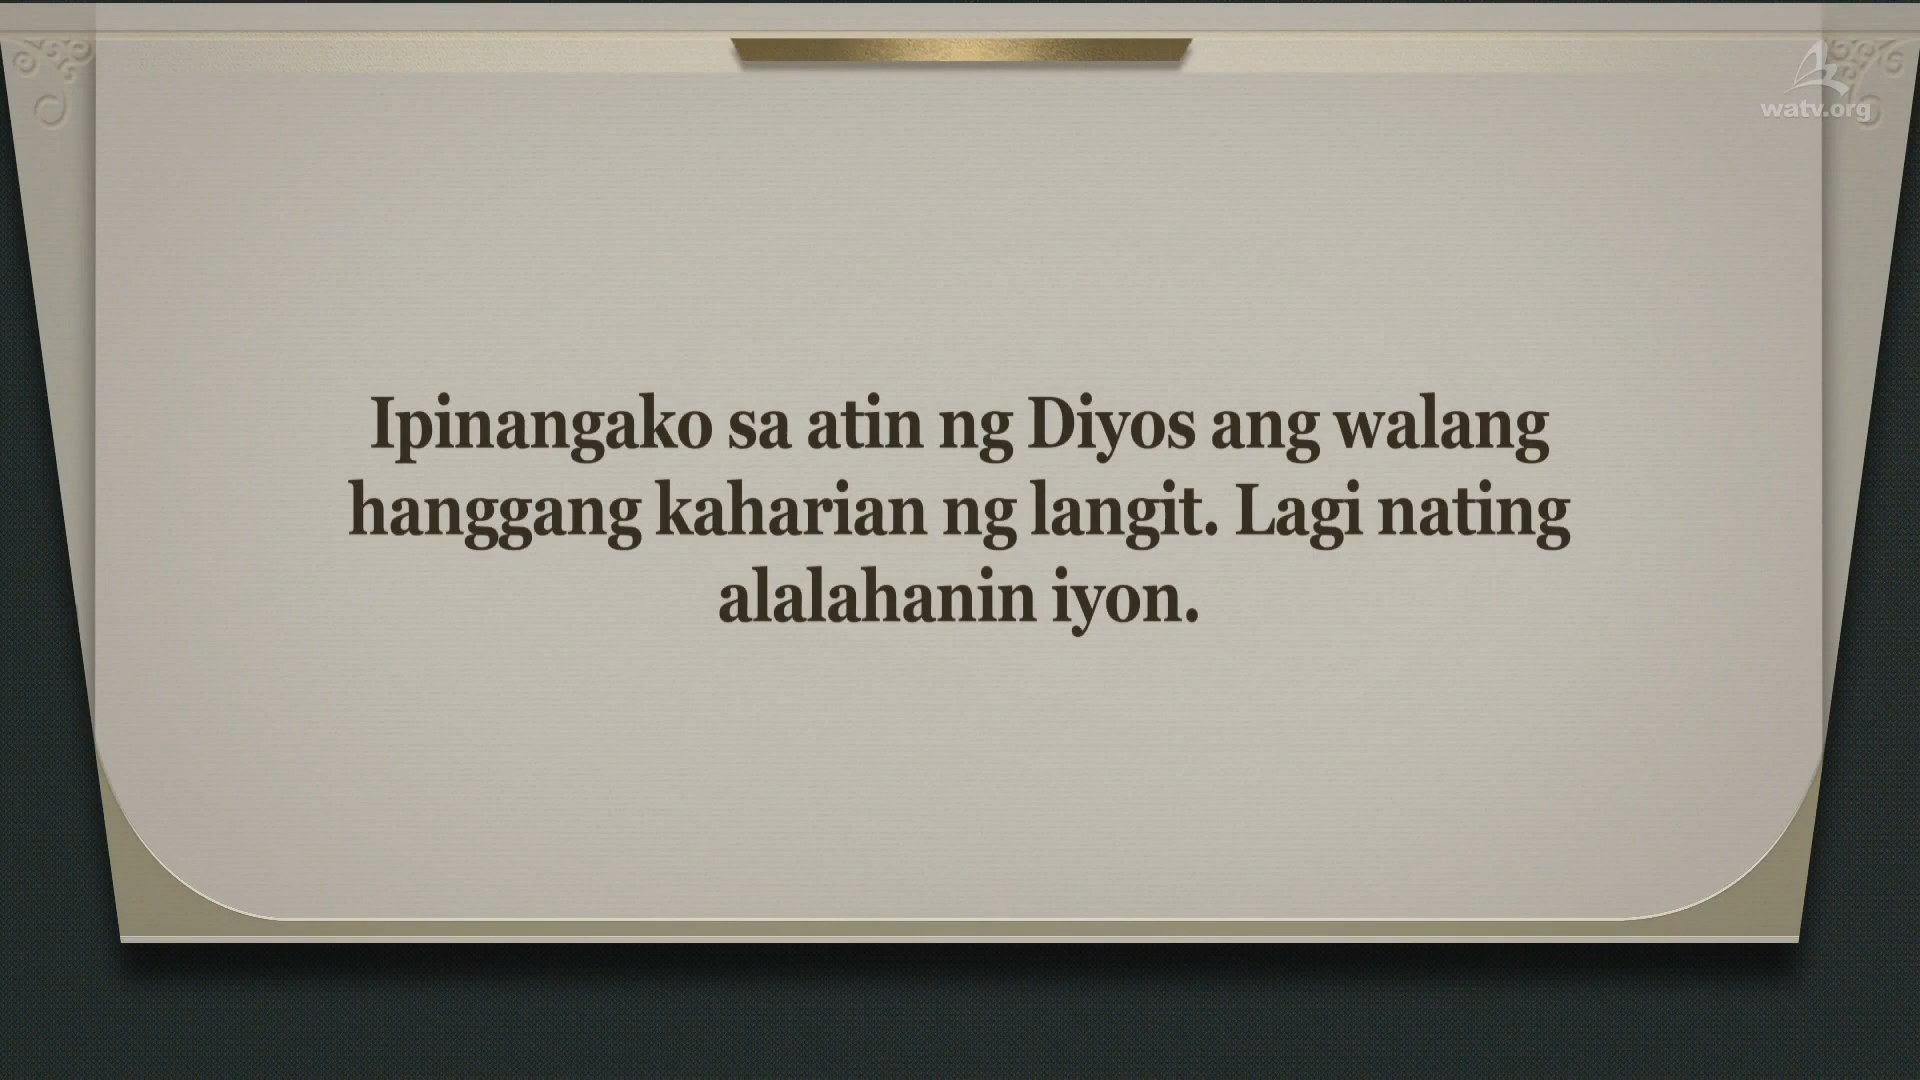 watv.org
Ipinangako sa atin ng Diyos ang walang
hanggang kaharian ng langit. Lagi nating
alalahanin iyon.